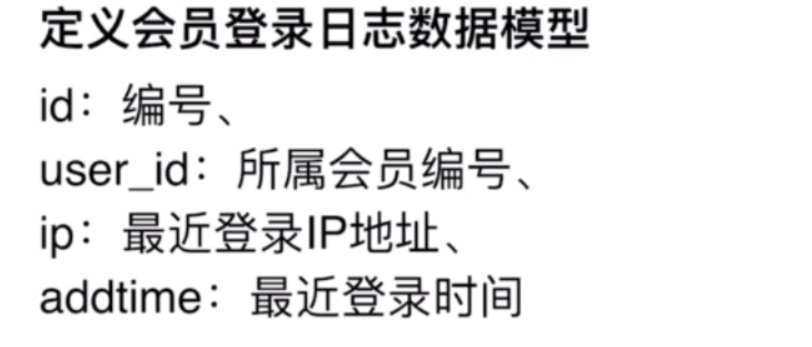 定义会员登录日志数据模型
id：编号、
user_id：所属会员编号、
ip：最近登录IP地址、
addtime：最近登录时间